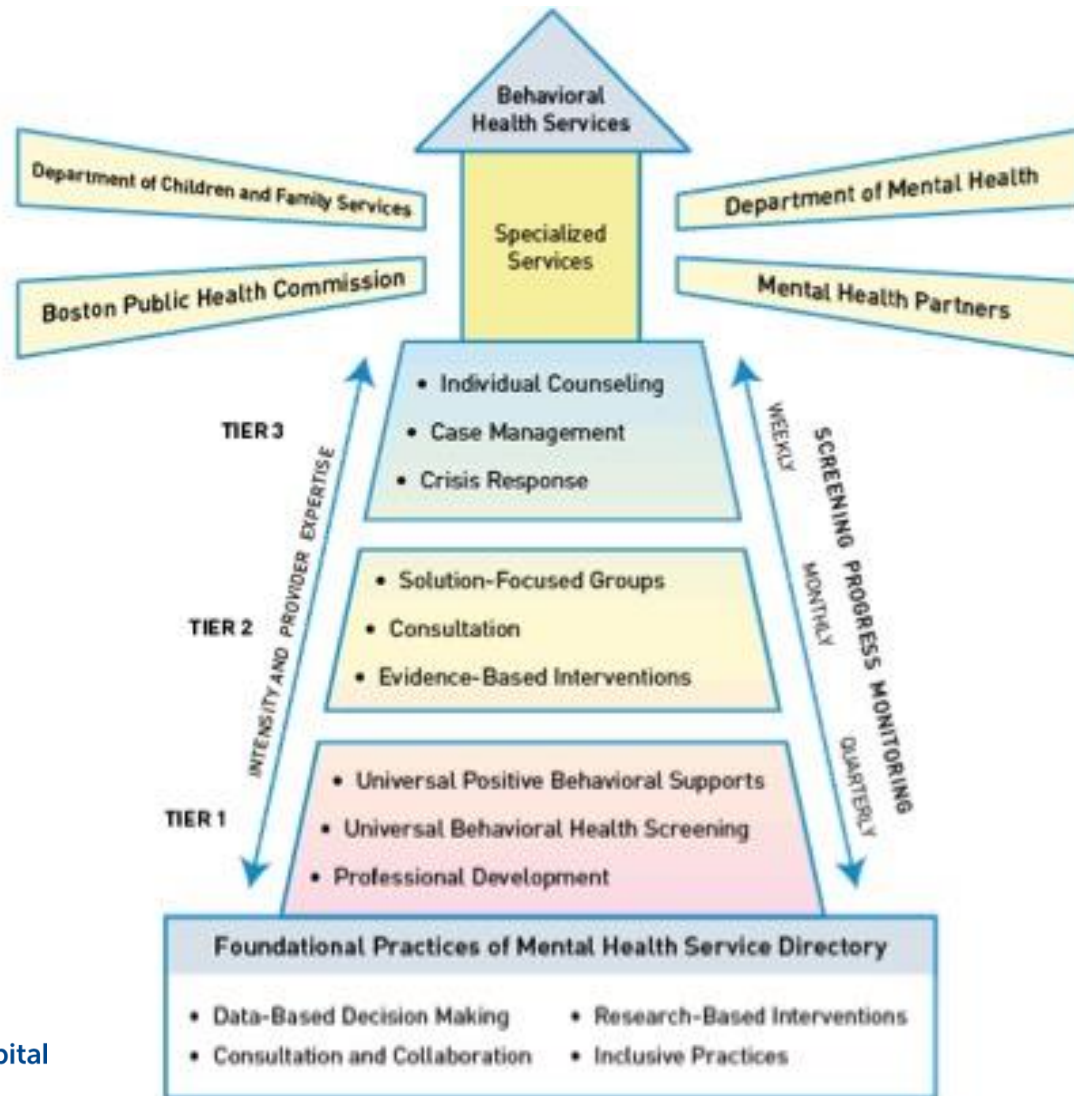 Behavioral
Health Services
Department of Children and Family Services
Department of Mental Health
Specialized
Services
Boston Public Health Commission
Mental Health Partners
TIER 3
• Individual Counseling
• Case Management
• Crisis Response
WEEKLY
SCREENING PROGRESS MONITORING
INTENSITY AND PROVIDER EXPERTISE
TIER 2
• Solution-Focused Groups
• Consultation
• Evidence-Based Interventions
MONTHLY
TIER 1
• Universal Positive Behavioral Supports
• Universal Behavioral Health Screening
• Professional Development
QUARTERLY
Foundational Practices of Mental Health Service Directory
• Data-Based Decision Making
• Consultation and Collaboration
• Research-Based Interventions
• Inclusive Practices